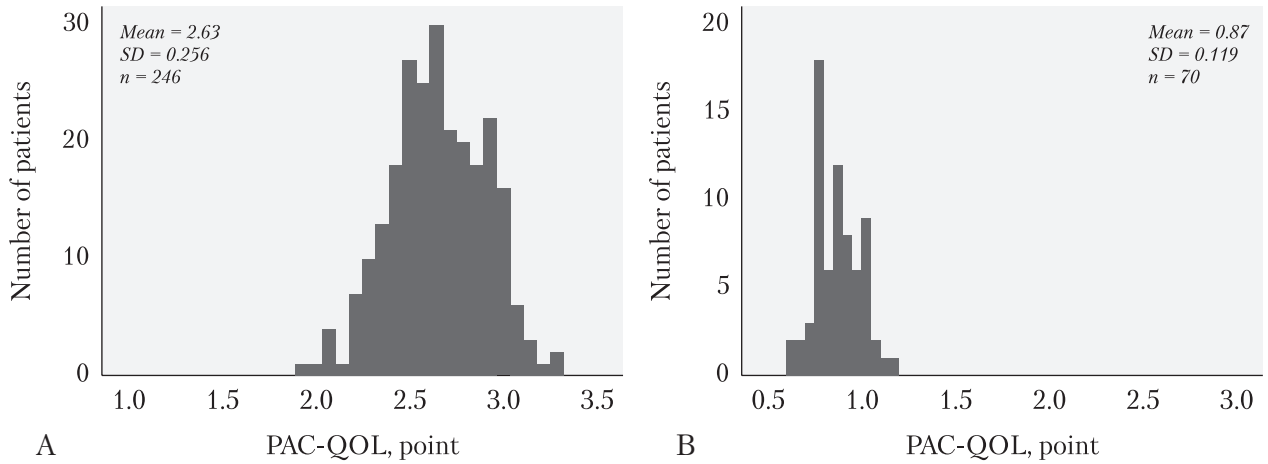 30
20
10
0
Number of patients
Mean = 2.63
SD = 0.256
n = 246
1.0 1.5 2.0 2.5 3.0 3.5
A PAC-QOL, point
20
15
10
5
0
Number of patients
Mean = 0.87
SD = 0.119
n = 70
0.5 1.0 1.5 2.0 2.5 3.0
B PAC-QOL, point